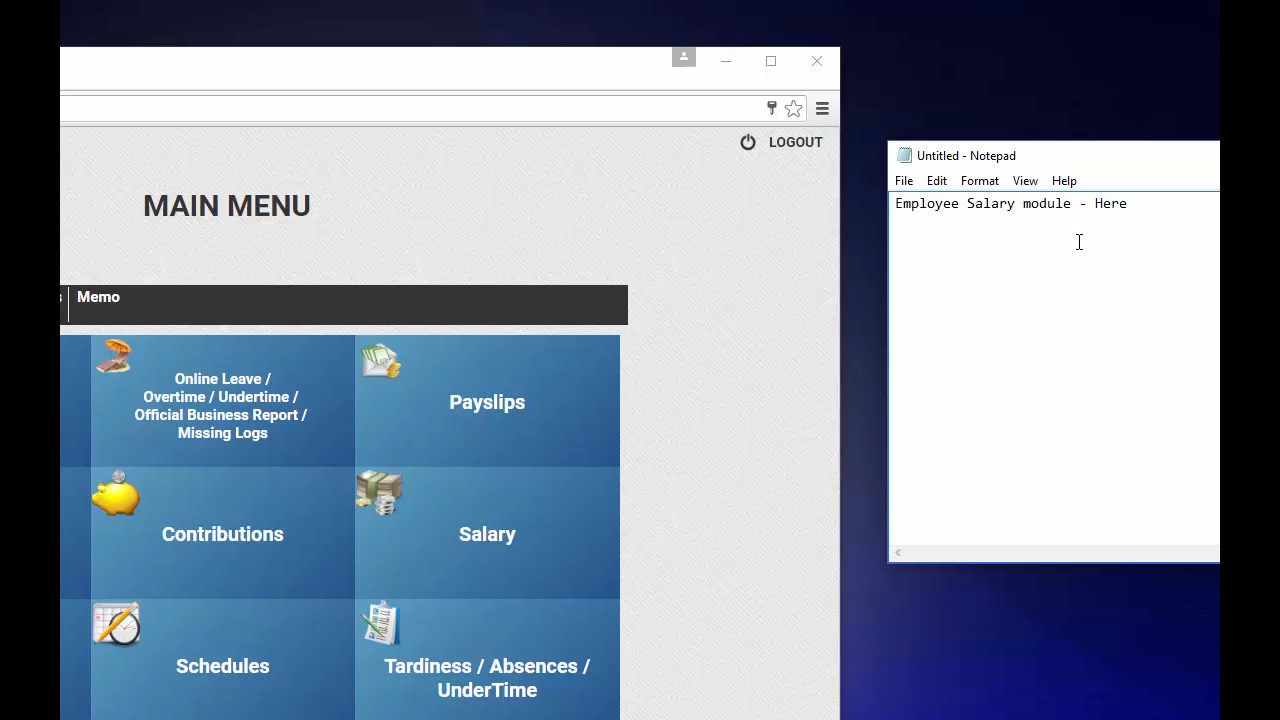 LOGOUT
MAIN MENU
s
Memo
Online Leave /
Overtime / Undertime /
Official Business Report /
Missing Logs
Payslips
Contributions
Salary
Schedules
Tardiness / Absences /
UnderTime
Untitled - Notepad
File Edit Format View Help
Employee Salary module - Here